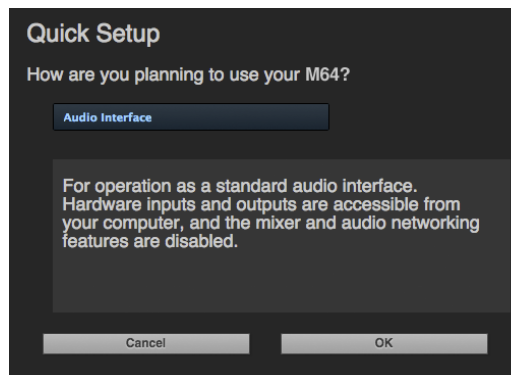 Quick Setup
How are you planning to use your M64?
Audio Interface
For operation as a standard audio interface.
Hardware inputs and outputs are accessible from
your computer, and the mixer and audio networking
features are disabled.
Cancel
OK